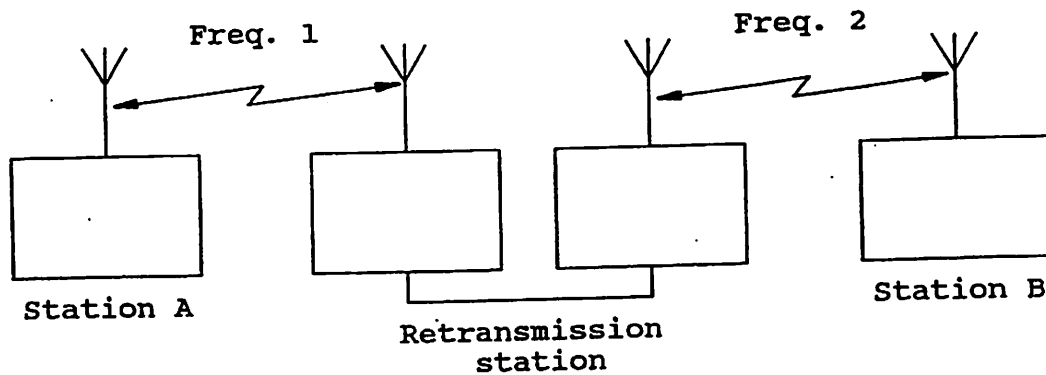 Freq. 1
Freq. 2
Station A
Station B
Retransmission
station